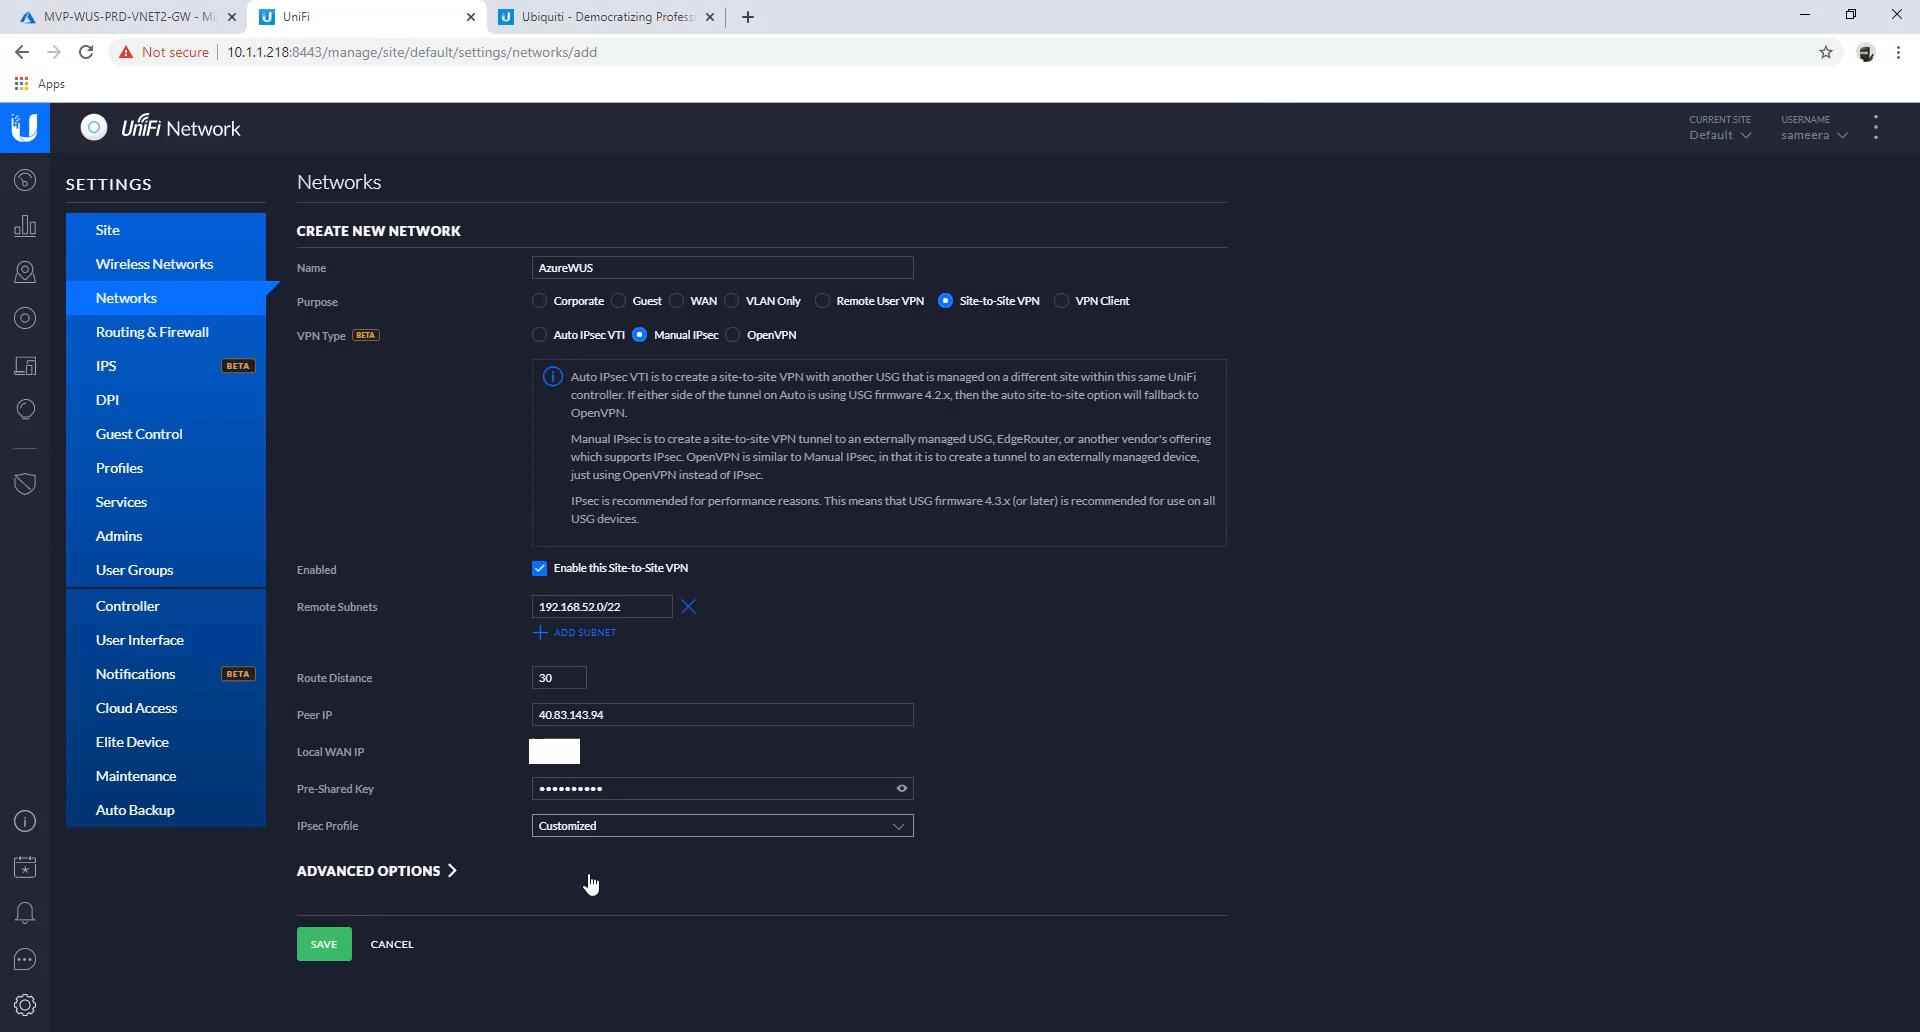 MVP-WUS-PRD-VNET2-GW - Mi
UniFi
Ubiquiti - Democratizing Profess
Not secure
10.1.1.218:8443/manage/site/default/settings/networks/add
Apps
UniFi Network
CURRENT SITE
Default
USERNAME
sameera
SETTINGS
Site
Wireless Networks
Networks
Routing & Firewall
IPS BETA
DPI
Guest Control
Profiles
Services
Admins
User Groups
Controller
User Interface
Notifications BETA
Cloud Access
Elite Device
Maintenance
Auto Backup
Networks
CREATE NEW NETWORK
Name AzureWUS
Purpose Corporate Guest WAN VLAN Only Remote User VPN Site-to-Site VPN VPN Client
VPN Type BETA Auto IPsec VTI Manual IPsec OpenVPN
Auto IPsec VTI is to create a site-to-site VPN with another USG that is managed on a different site within this same UniFi
controller. If either side of the tunnel on Auto is using USG firmware 4.2.x, then the auto site-to-site option will fallback to
OpenVPN.
Manual IPsec is to create a site-to-site VPN tunnel to an externally managed USG, EdgeRouter, or another vendor's offering
which supports IPsec. OpenVPN is similar to Manual IPsec, in that it is to create a tunnel to an externally managed device,
just using OpenVPN instead of IPsec.
IPsec is recommended for performance reasons. This means that USG firmware 4.3.x (or later) is recommended for use on all
USG devices.
Enabled Enable this Site-to-Site VPN
Remote Subnets 192.168.52.0/22
ADD SUBNET
Route Distance 30
Peer IP 40.83.143.94
Local WAN IP
Pre-Shared Key ••••••••••
IPsec Profile Customized
ADVANCED OPTIONS
SAVE CANCEL